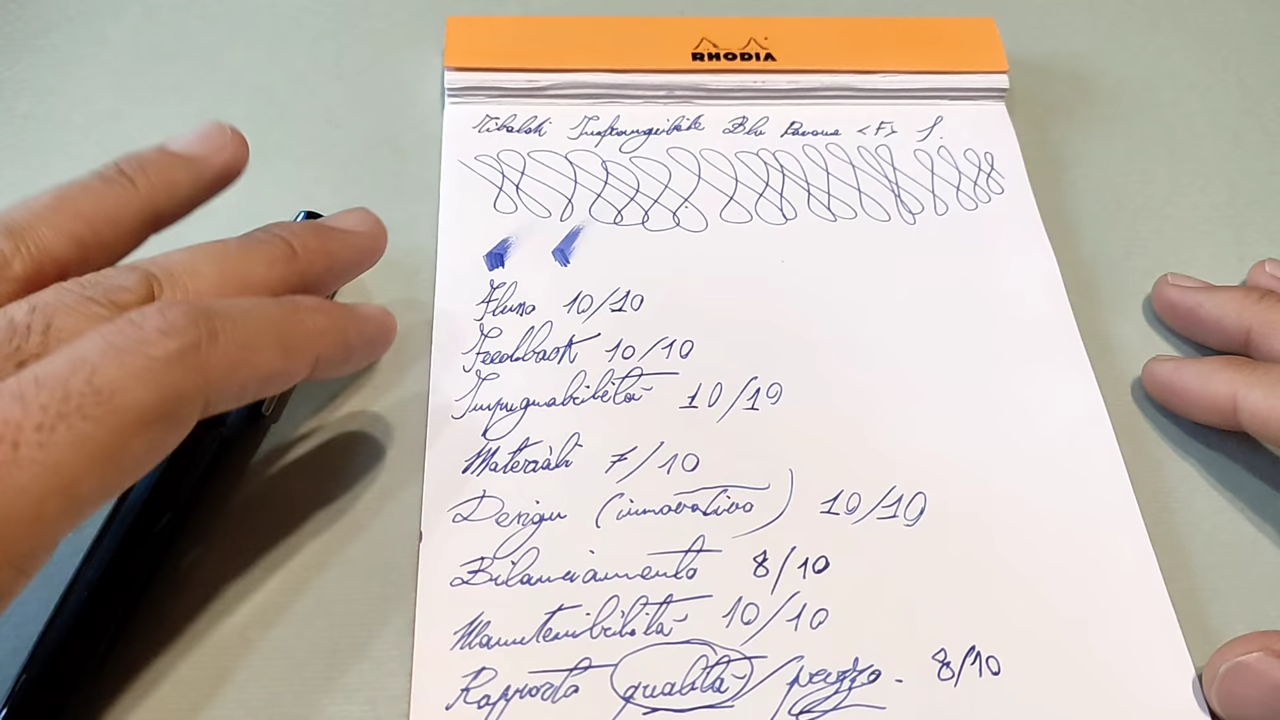 RHODIA
Tibaldi Infrangibile Blu Pavone <F> S.
Flusso 10/10
Feedback 10/10
Impugnabilità 10/10
Materiali 7/10
Design (innovativo) 10/10
Bilanciamento 8/10
Manutenibilità 10/10
Rapporto qualità/prezzo. 8/10